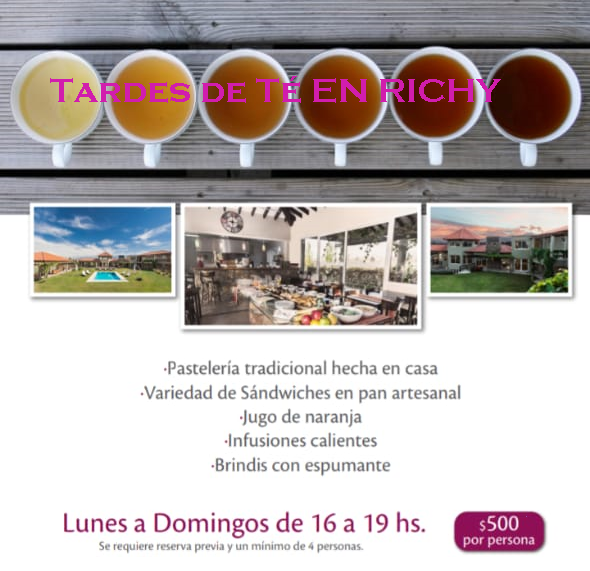 Tardes de Té en Richy
·Pastelería tradicional hecha en casa
·Variedad de Sándwiches en pan artesanal
·Jugo de naranja
·Infusiones calientes
·Brindis con espumante
Lunes a Domingos de 16 a 19 hs.
Se requiere reserva previa y un mínimo de 4 personas.
$500
por persona